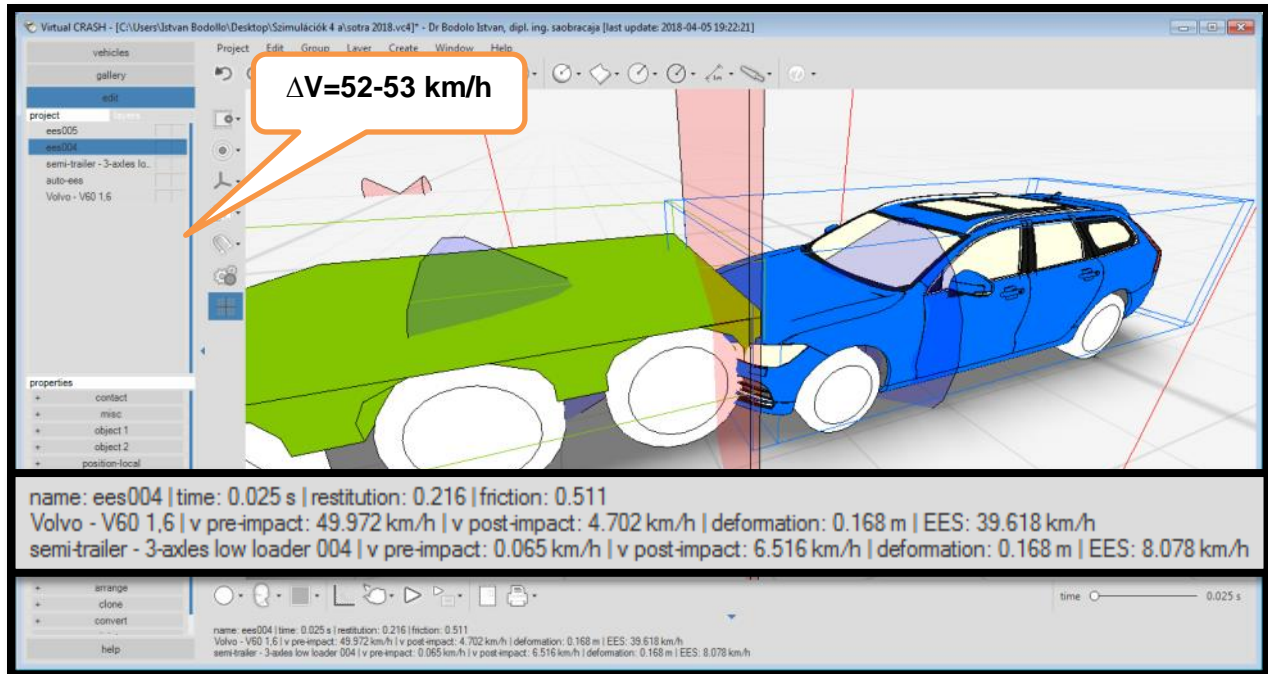 Virtual CRASH - [C:\Users\Istvan Bodollo\Desktop\Szimulációk 4 a\sotra 2018.vc4]* - Dr Bodolo Istvan, dipl. ing. saobracaja [last update: 2018-04-05 19:22:21]
vehicles
Project Edit Group Layer Create Window Help
gallery
edit
∆V=52-53 km/h
project layers
ees005
ees004
semi-trailer - 3-axles lo..
auto-ees
Volvo - V60 1,6
properties
+ contact
+ misc
+ object 1
+ object 2
+ position-local
name: ees004 | time: 0.025 s | restitution: 0.216 | friction: 0.511
Volvo - V60 1,6 | v pre-impact: 49.972 km/h | v post-impact: 4.702 km/h | deformation: 0.168 m | EES: 39.618 km/h
semi-trailer - 3-axles low loader 004 | v pre-impact: 0.065 km/h | v post-impact: 6.516 km/h | deformation: 0.168 m | EES: 8.078 km/h
+ arrange
+ clone
+ convert
help
time 0.025 s
name: ees004 | time: 0.025 s | restitution: 0.216 | friction: 0.511
Volvo - V60 1,6 | v pre-impact: 49.972 km/h | v post-impact: 4.702 km/h | deformation: 0.168 m | EES: 39.618 km/h
semi-trailer - 3-axles low loader 004 | v pre-impact: 0.065 km/h | v post-impact: 6.516 km/h | deformation: 0.168 m | EES: 8.078 km/h